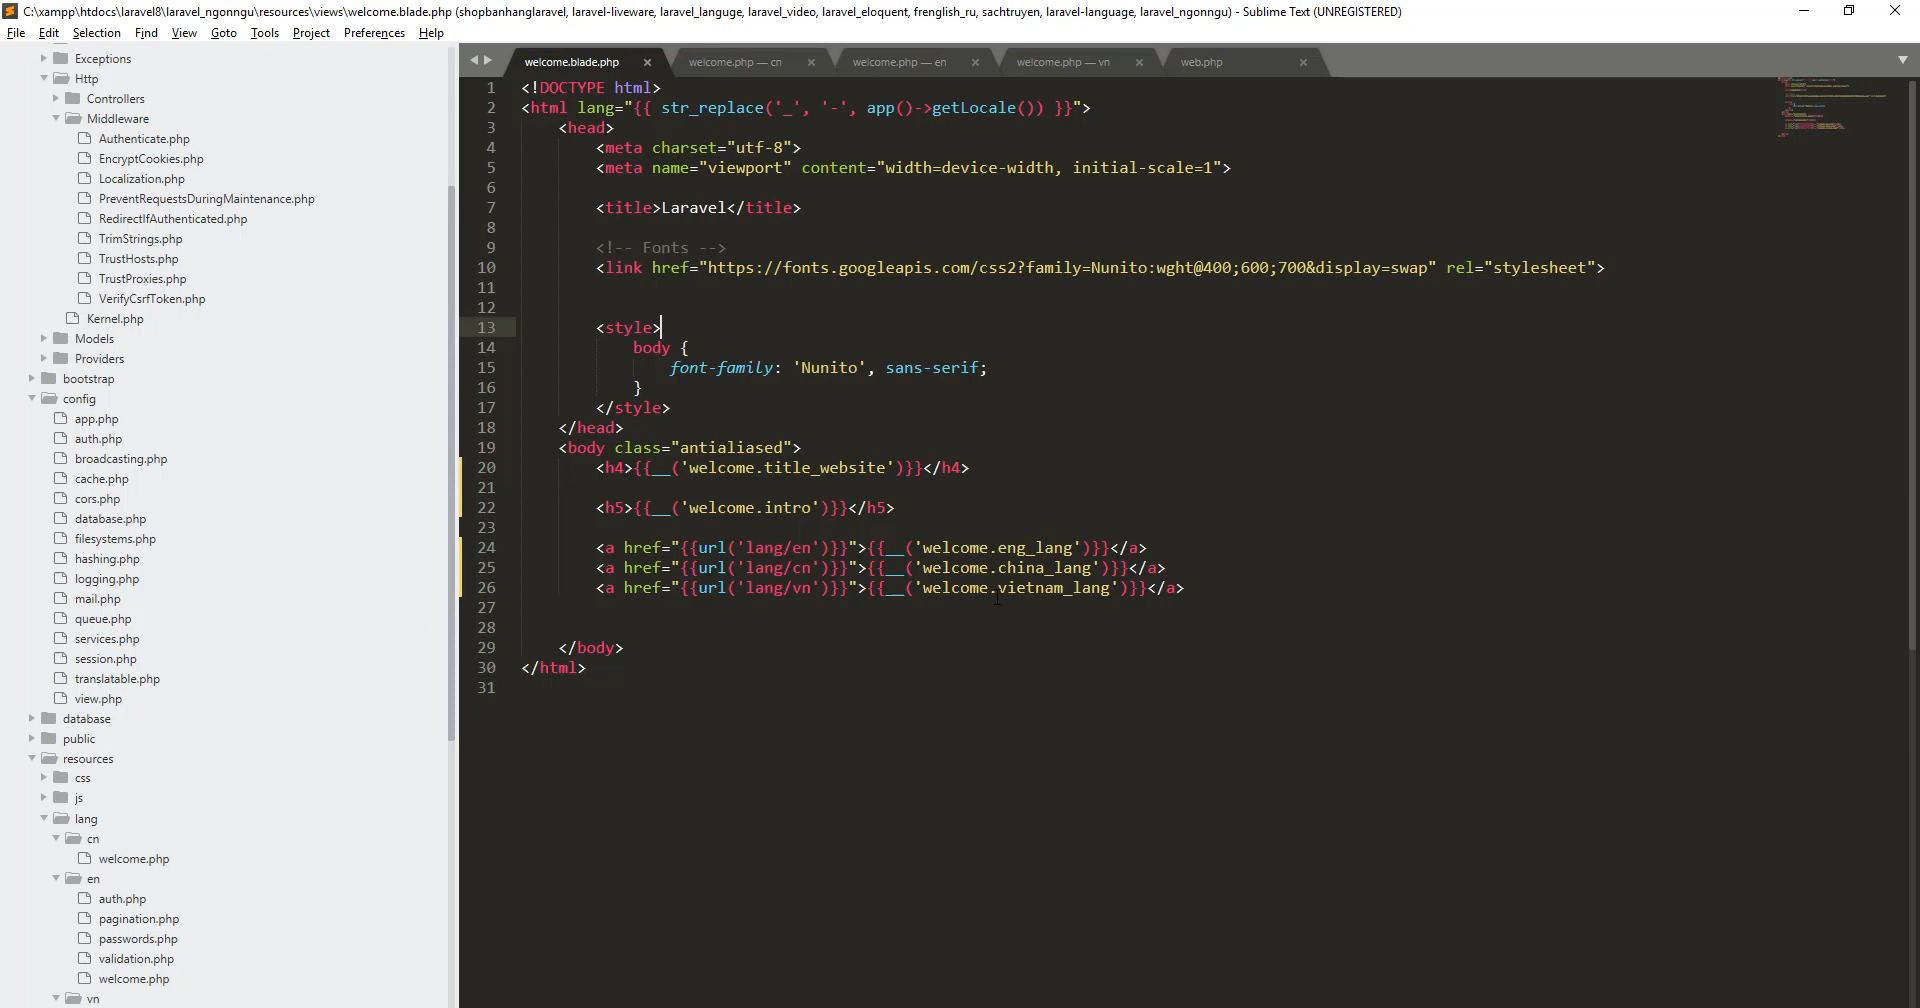 C:\xampp\htdocs\laravel8\laravel_ngonngu\resources\views\welcome.blade.php (shopbanhanglaravel, laravel-liveware, laravel_languge, laravel_video, laravel_eloquent, frenglish_ru, sachtruyen, laravel-language, laravel_ngonngu) - Sublime Text (UNREGISTERED)
File Edit Selection Find View Goto Tools Project Preferences Help
Exceptions
Http
Controllers
Middleware
Authenticate.php
EncryptCookies.php
Localization.php
PreventRequestsDuringMaintenance.php
RedirectIfAuthenticated.php
TrimStrings.php
TrustHosts.php
TrustProxies.php
VerifyCsrfToken.php
Kernel.php
Models
Providers
bootstrap
config
app.php
auth.php
broadcasting.php
cache.php
cors.php
database.php
filesystems.php
hashing.php
logging.php
mail.php
queue.php
services.php
session.php
translatable.php
view.php
database
public
resources
css
js
lang
cn
welcome.php
en
auth.php
pagination.php
passwords.php
validation.php
welcome.php
vn
welcome.blade.php welcome.php — cn welcome.php — en welcome.php — vn web.php
1 <!DOCTYPE html>
2 <html lang="{{ str_replace('_', '-', app()->getLocale()) }}">
3 <head>
4 <meta charset="utf-8">
5 <meta name="viewport" content="width=device-width, initial-scale=1">
6
7 <title>Laravel</title>
8
9 <!-- Fonts -->
10 <link href="https://fonts.googleapis.com/css2?family=Nunito:wght@400;600;700&display=swap" rel="stylesheet">
11
12
13 <style>
14 body {
15 font-family: 'Nunito', sans-serif;
16 }
17 </style>
18 </head>
19 <body class="antialiased">
20 <h4>{{__('welcome.title_website')}}</h4>
21
22 <h5>{{__('welcome.intro')}}</h5>
23
24 <a href="{{url('lang/en')}}">{{__('welcome.eng_lang')}}</a>
25 <a href="{{url('lang/cn')}}">{{__('welcome.china_lang')}}</a>
26 <a href="{{url('lang/vn')}}">{{__('welcome.vietnam_lang')}}</a>
27
28
29 </body>
30 </html>
31